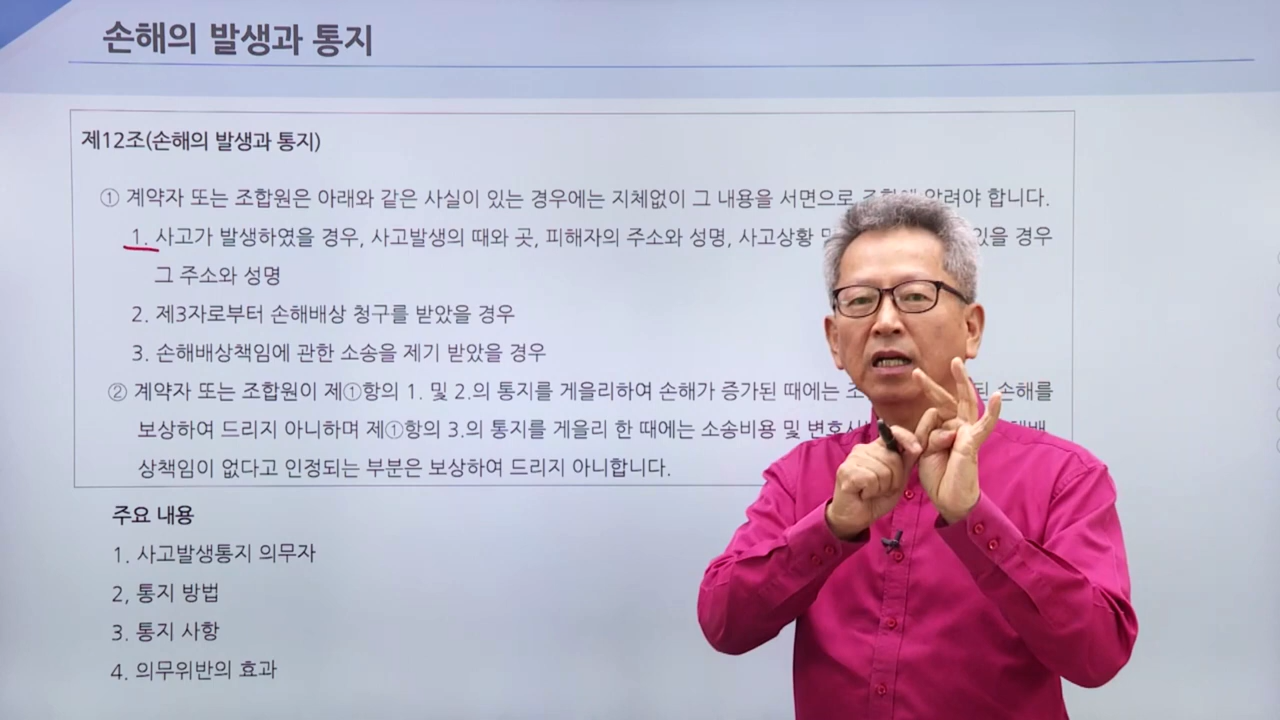 손해의 발생과 통지
제12조(손해의 발생과 통지)
① 계약자 또는 조합원은 아래와 같은 사실이 있는 경우에는 지체없이 그 내용을 서면으로 알려야 합니다.
1. 사고가 발생하였을 경우, 사고발생의 때와 곳, 피해자의 주소와 성명, 사고상황 있을 경우
그 주소와 성명
2. 제3자로부터 손해배상 청구를 받았을 경우
3. 손해배상책임에 관한 소송을 제기 받았을 경우
② 계약자 또는 조합원이 제①항의 1. 및 2.의 통지를 게을리하여 손해가 증가된 때에는 손해를
보상하여 드리지 아니하며 제①항의 3.의 통지를 게을리 한 때에는 소송비용 및
상책임이 없다고 인정되는 부분은 보상하여 드리지 아니합니다.
주요 내용
1. 사고발생통지 의무자
2, 통지 방법
3. 통지 사항
4. 의무위반의 효과